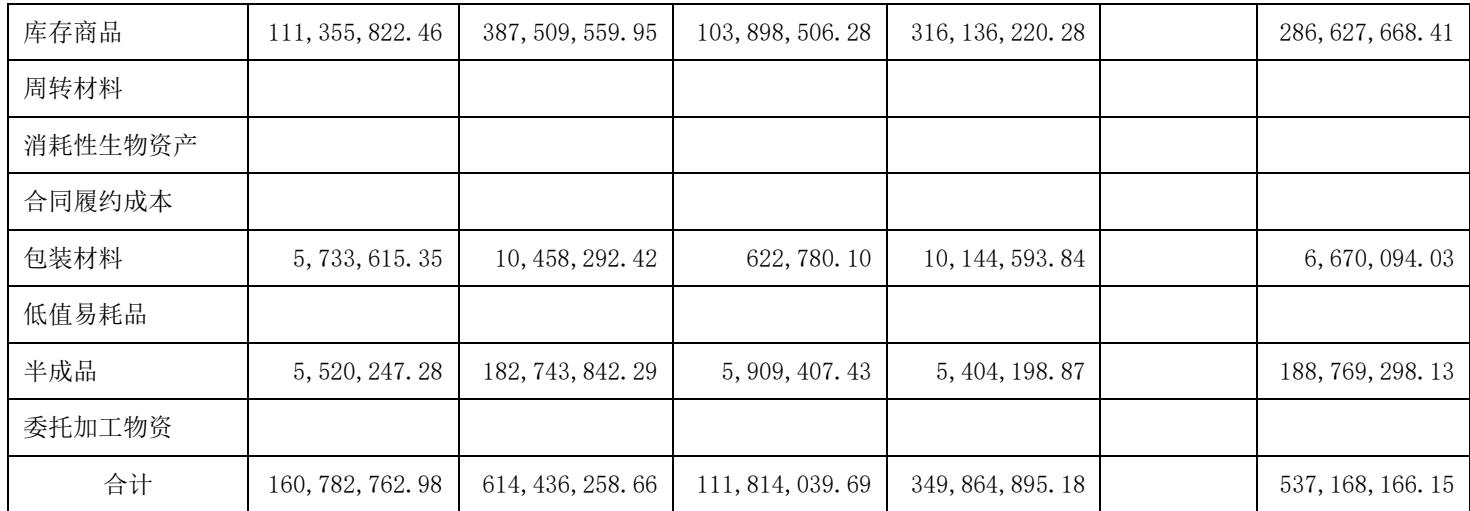 库存商品 111,355,822.46 387,509,559.95 103,898,506.28 316,136,220.28 286,627,668.41
周转材料
消耗性生物资产
合同履约成本
包装材料 5,733,615.35 10,458,292.42 622,780.10 10,144,593.84 6,670,094.03
低值易耗品
半成品 5,520,247.28 182,743,842.29 5,909,407.43 5,404,198.87 188,769,298.13
委托加工物资
合计 160,782,762.98 614,436,258.66 111,814,039.69 349,864,895.18 537,168,166.15